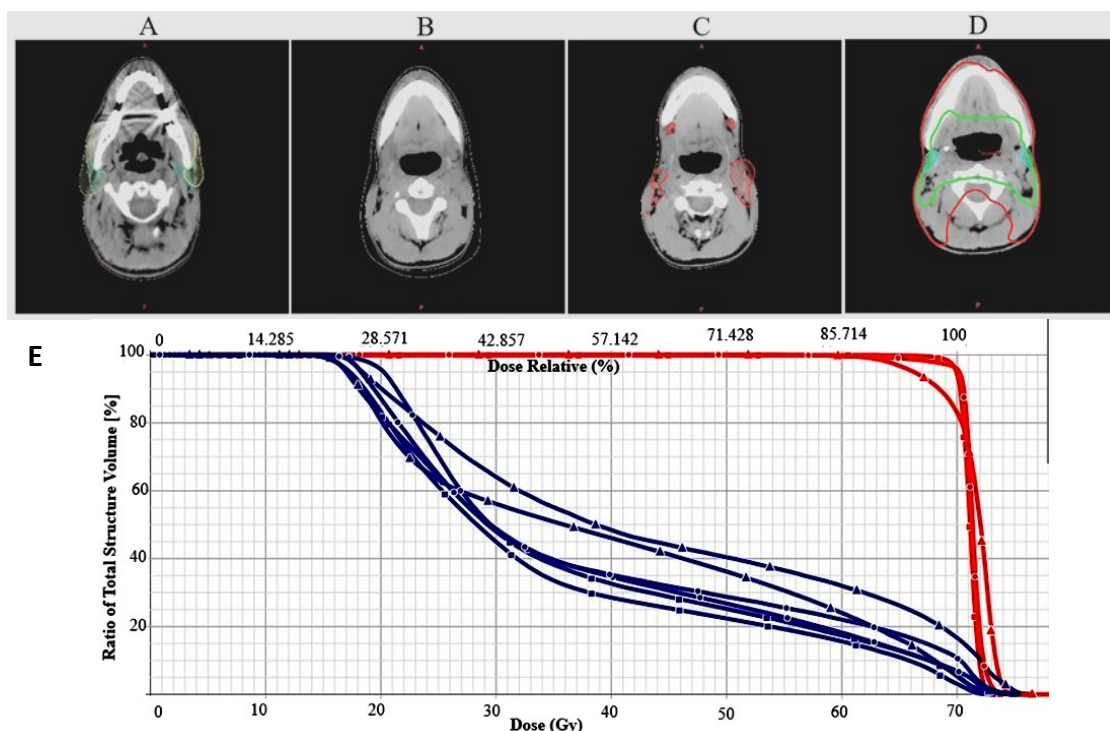 A B C D
A A A A
P P P P
E
0 14.285 28.571 42.857 57.142 71.428 85.714 100
Dose Relative (%)
100
80
60
40
20
Ratio of Total Structure Volume [%]
0 10 20 30 40 50 60 70
Dose (Gy)